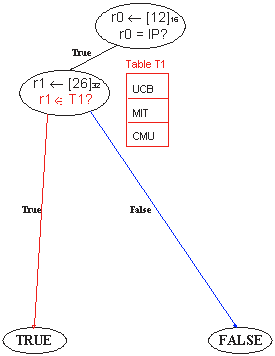 r0 ← [12]₁₆
r0 = IP?
True
Table T1
r1 ← [26]₃₂
r1 ∈ T1?
UCB
MIT
CMU
True
False
TRUE
FALSE